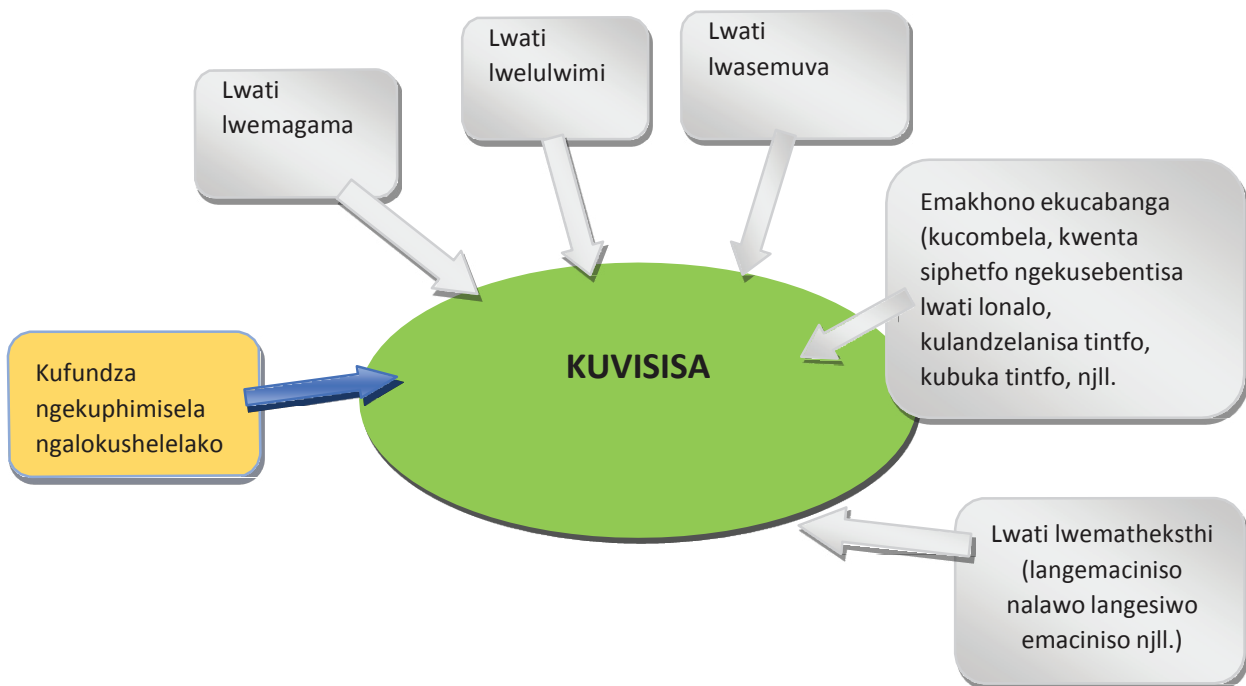 Lwati
lwemagama
Lwati
lwelulwimi
Lwati
lwasemuva
Emakhono ekucabanga
(kucombela, kwenta
siphetfo ngekusebentisa
lwati lonalo,
kulandzelanisa tintfo,
kubuka tintfo, njll.
KUVISISA
Kufundza
ngekuphimisela
ngalokushelelako
Lwati lwematheksthi
(langemaciniso
nalawo langesiwo
emaciniso njll.)